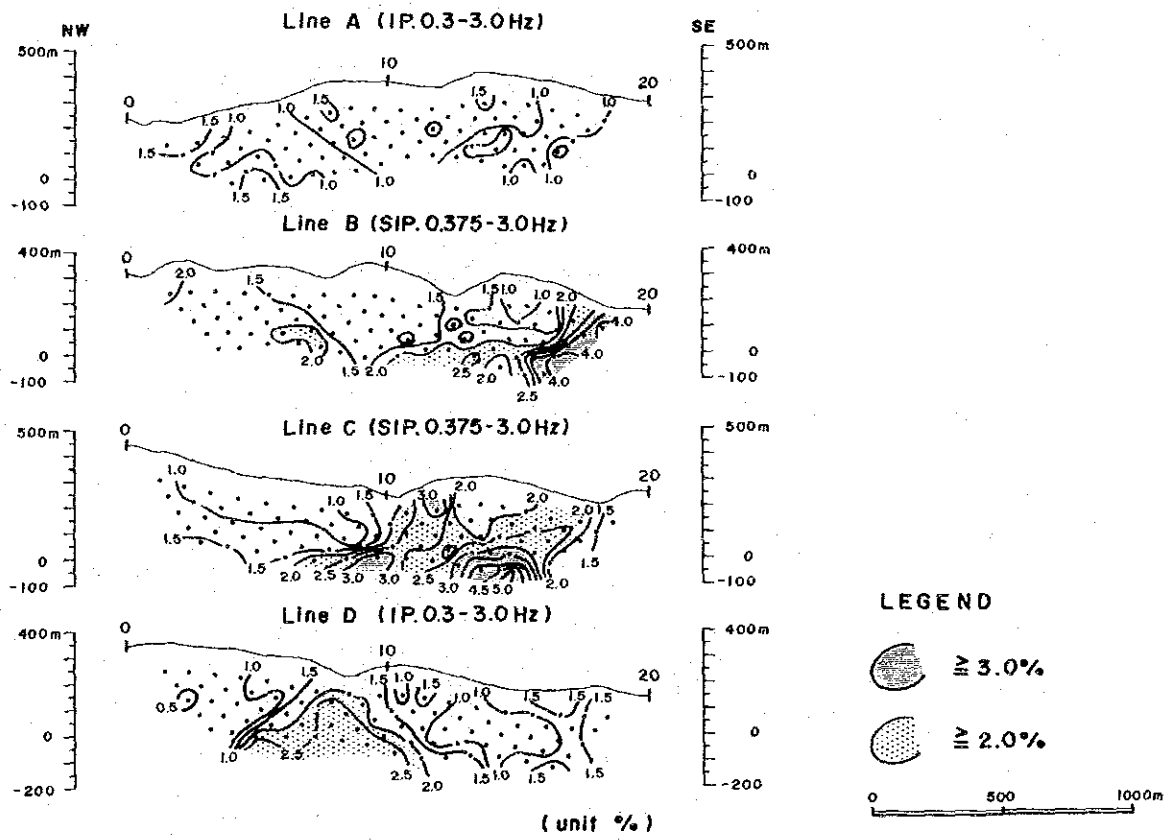 Line A (IP. 0.3-3.0Hz)
NW SE
500m 500m
10
0 20
1.5 1.5 1.0 1.0
1.5 1.0 1.0
1.5
0 0
1.5 1.5 1.0 1.0 1.0 1.0
-100 -100
Line B (SIP. 0.375-3.0Hz)
400m 400m
0 10 20
2.0 1.5 1.5 1.0 1.0 2.0
4.0
0 0
2.0 1.5 2.0 2.5 2.0 4.0 4.0
-100 -100
2.5
Line C (SIP. 0.375-3.0Hz)
500m 500m
0 10 20
1.0 1.0 1.5 3.0 2.0 2.0 2.0 1.5
1.5
0 0
1.5 2.0 2.5 3.0 3.0 2.5 3.0 4.5 5.0 2.0 1.5
-100 -100
Line D (IP. 0.3-3.0Hz)
400m 400m
0 10 20
1.0 1.5 1.5 1.5 1.0 1.0 1.5 1.5
0.5
0 0
1.0 2.5 2.5 2.0 1.5 1.0 1.5 1.5
-200 -200
(unit %)
LEGEND
≧ 3.0%
≧ 2.0%
0 500 1000m